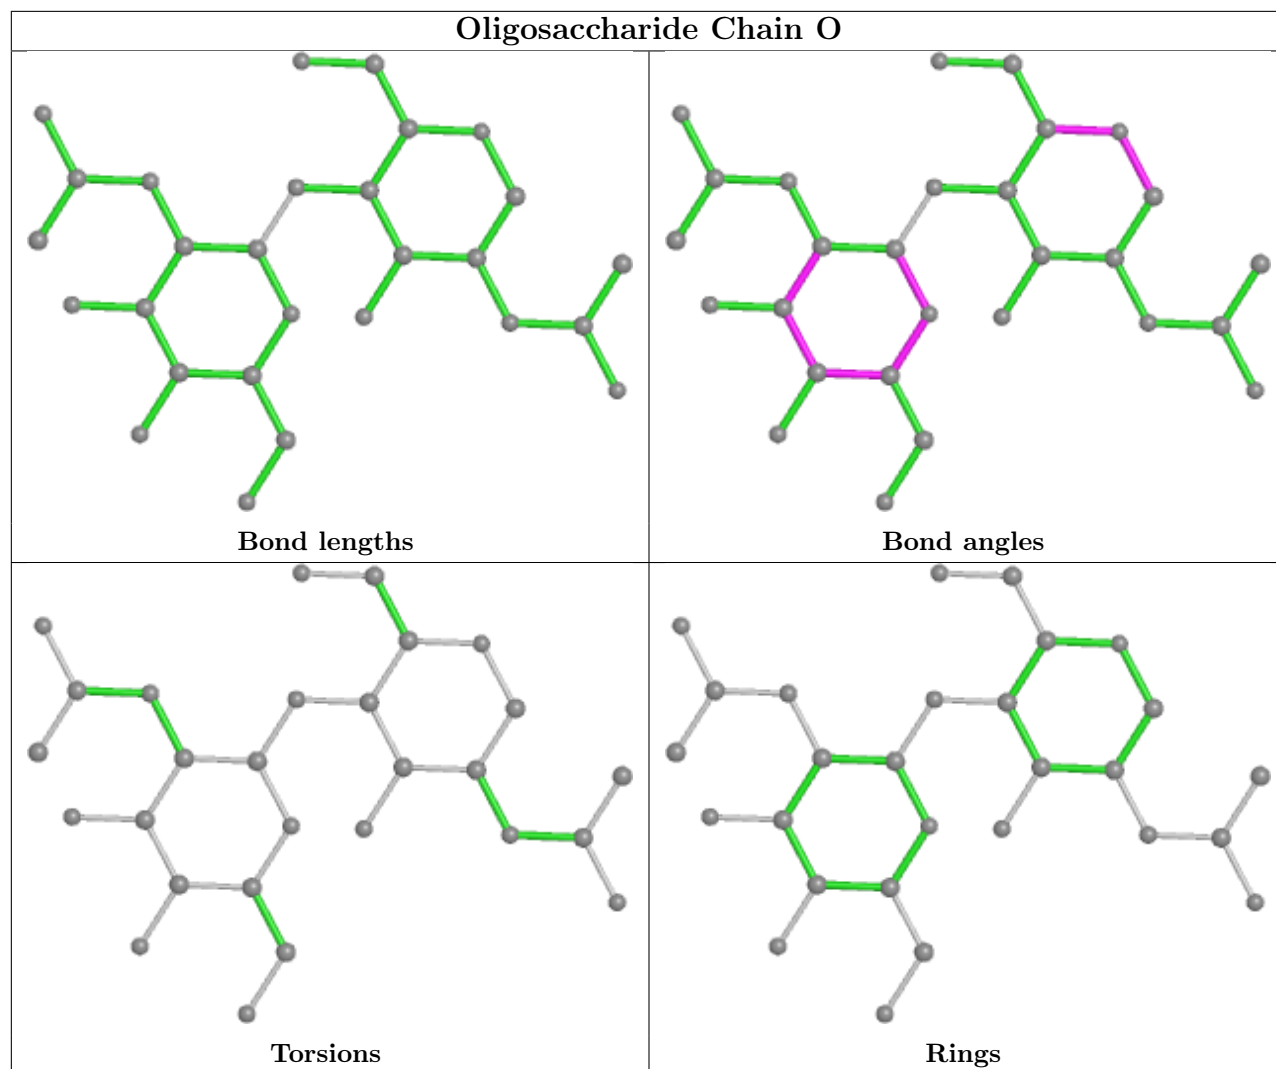 Oligosaccharide Chain O
Bond lengths
Bond angles
Torsions
Rings